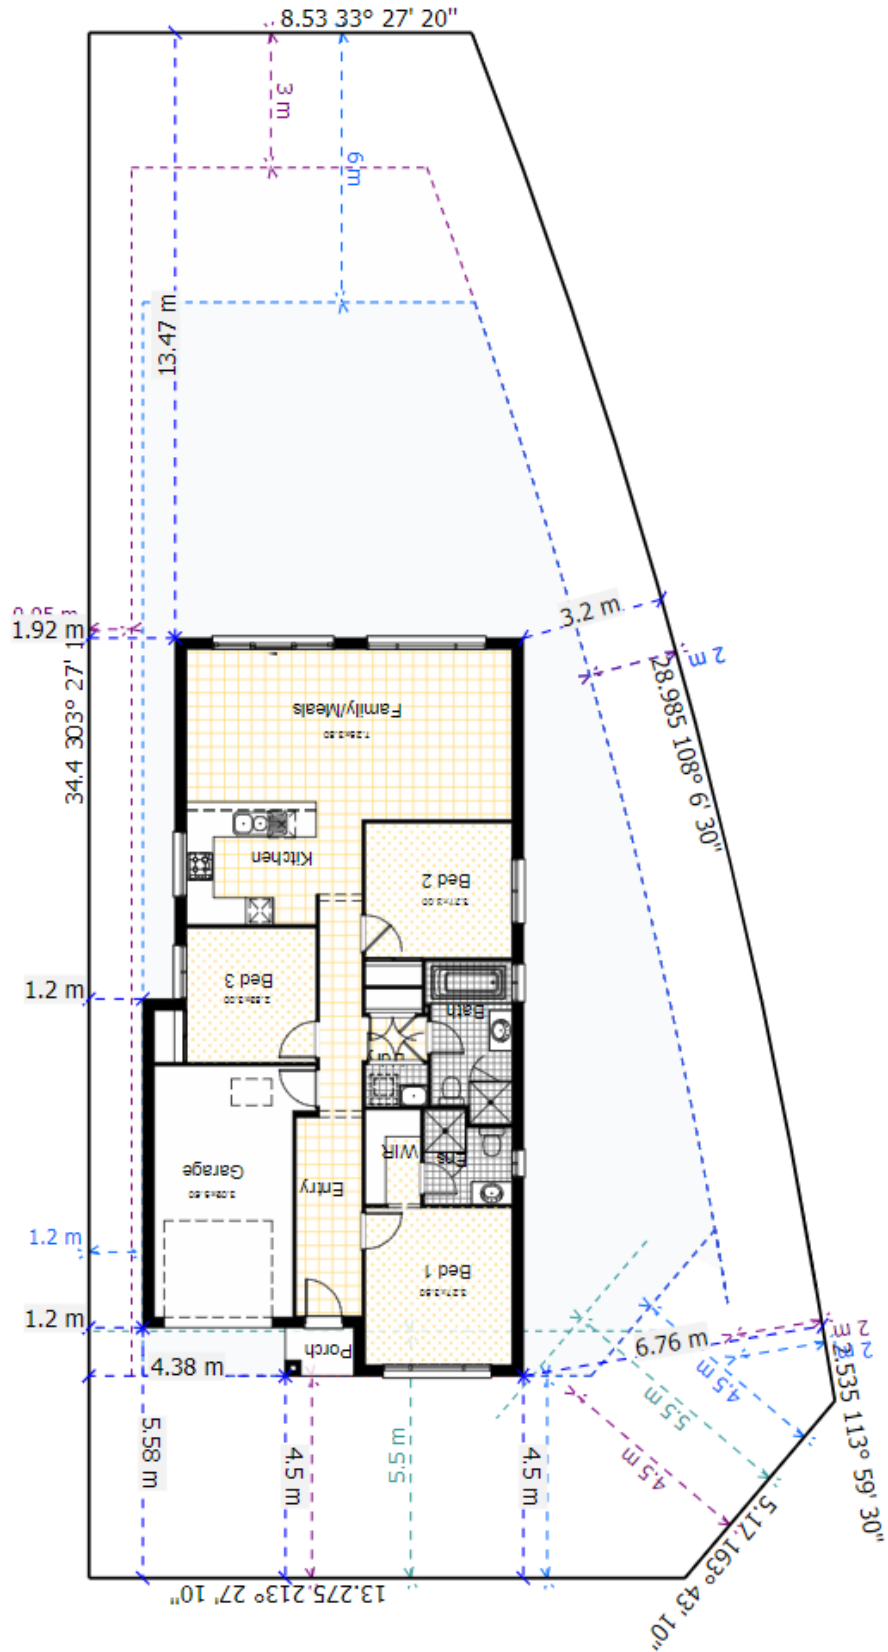 8.53 33° 27' 20"
3 m
6 m
13.47 m
3.2 m
1.92 m
2 m
34.4 303° 27' 1
28.985 108° 6' 30"
Family/Meals
Kitchen
Bed 2
Bed 3
1.2 m
Bath
WIR
Ens
Garage
Entry
1.2 m
Bed 1
1.2 m
Porch
6.76 m
2 m
2 m
4.38 m
2.535 113° 59' 30"
4.5 m
5.5 m
4.5 m
5.58 m
4.5 m
5.5 m
4.5 m
5.17 163° 43' 10"
13.275 213° 27' 10"